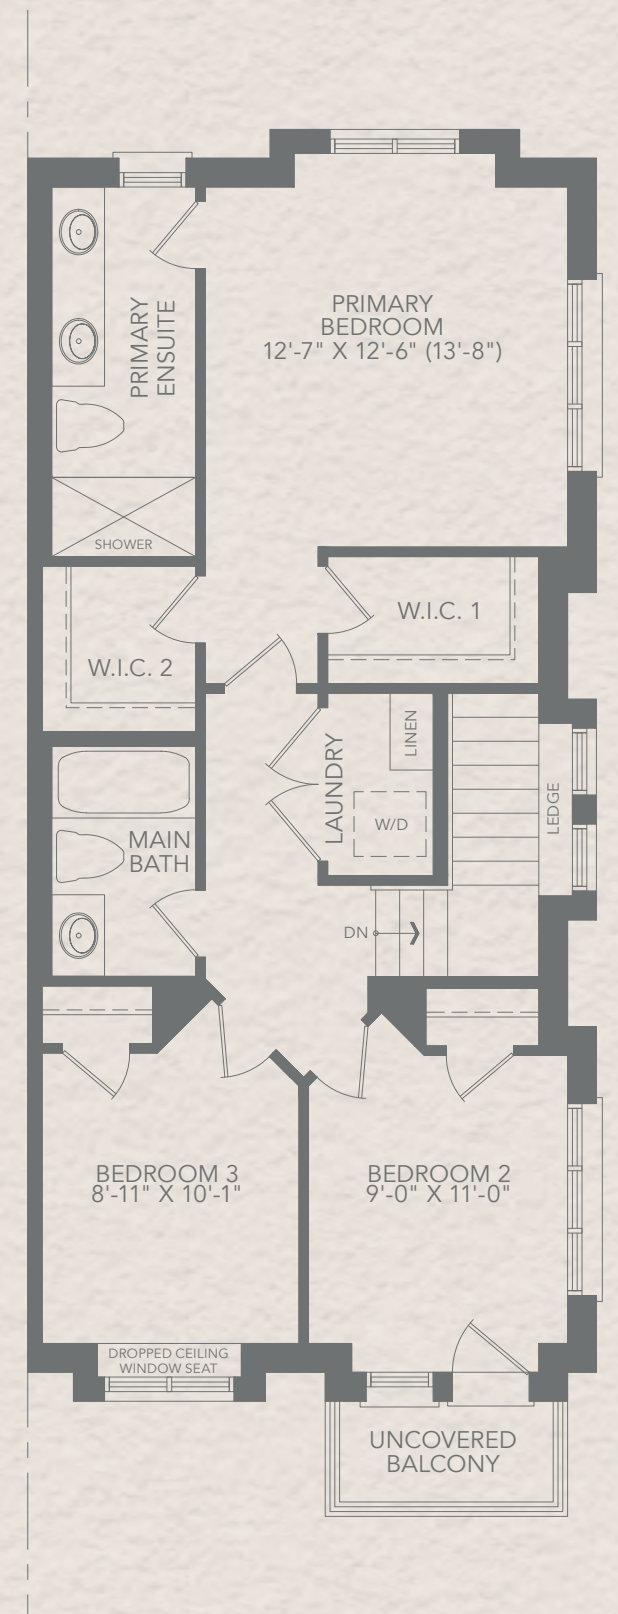 PRIMARY
ENSUITE
PRIMARY
BEDROOM
12'-7" X 12'-6" (13'-8")
SHOWER
W.I.C. 1
W.I.C. 2
LINEN
LAUNDRY
W/D
LEDGE
MAIN
BATH
DN
BEDROOM 3
8'-11" X 10'-1"
BEDROOM 2
9'-0" X 11'-0"
DROPPED CEILING
WINDOW SEAT
UNCOVERED
BALCONY